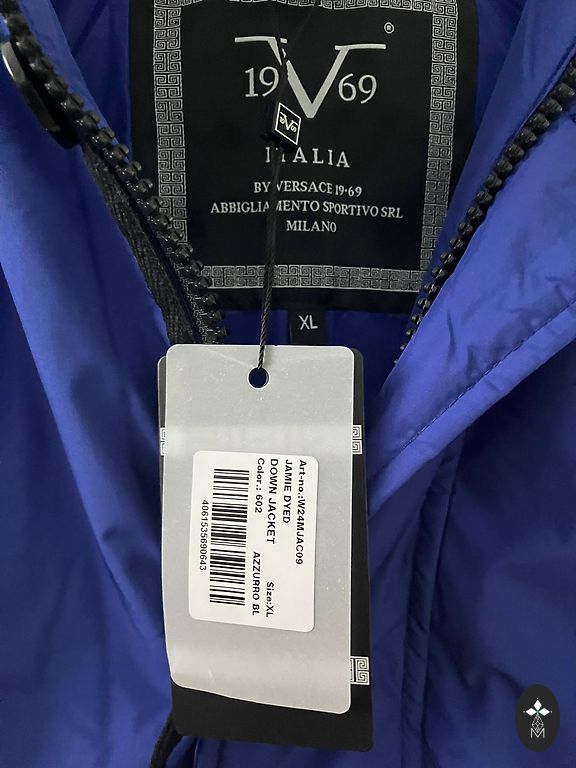 ®
19V69
ITALIA
BY VERSACE 19·69
ABBIGLIAMENTO SPORTIVO SRL
MILANO
XL
Art-no.:W24MJAC09
JAMIE DYED
DOWN JACKET Size:XL
Color.: 602 AZZURRO BL
4061535690643